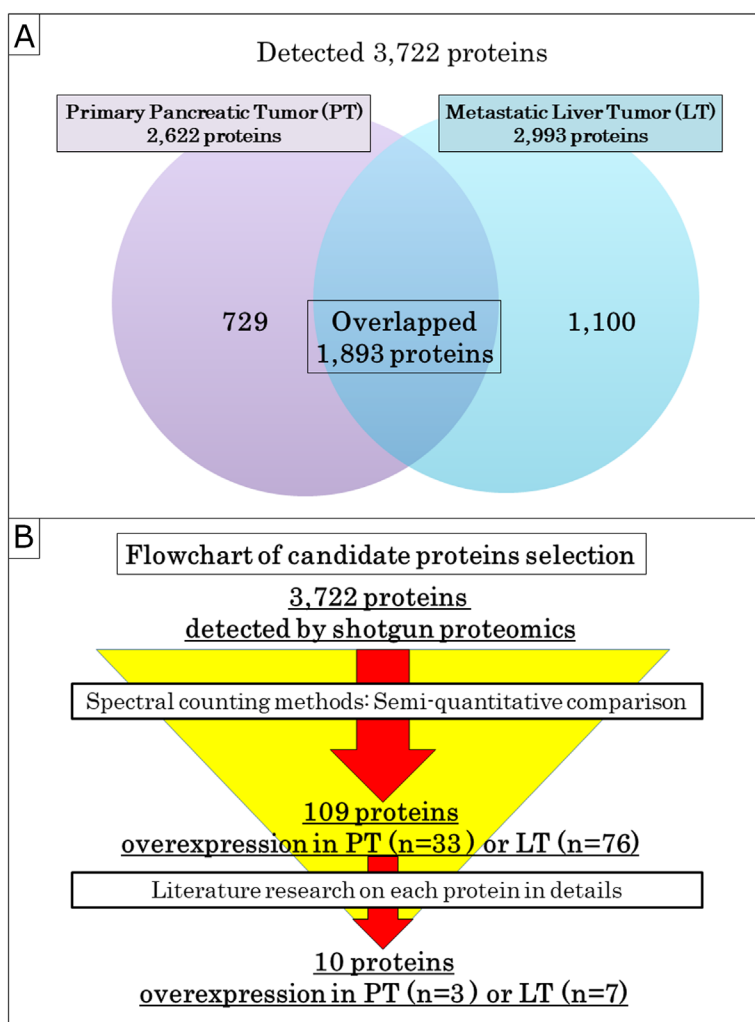 A
Detected 3,722 proteins
Primary Pancreatic Tumor (PT)
2,622 proteins
Metastatic Liver Tumor (LT)
2,993 proteins
729
Overlapped
1,893 proteins
1,100
B
Flowchart of candidate proteins selection
3,722 proteins
detected by shotgun proteomics
Spectral counting methods: Semi-quantitative comparison
109 proteins
overexpression in PT (n=33) or LT (n=76)
Literature research on each protein in details
10 proteins
overexpression in PT (n=3) or LT (n=7)